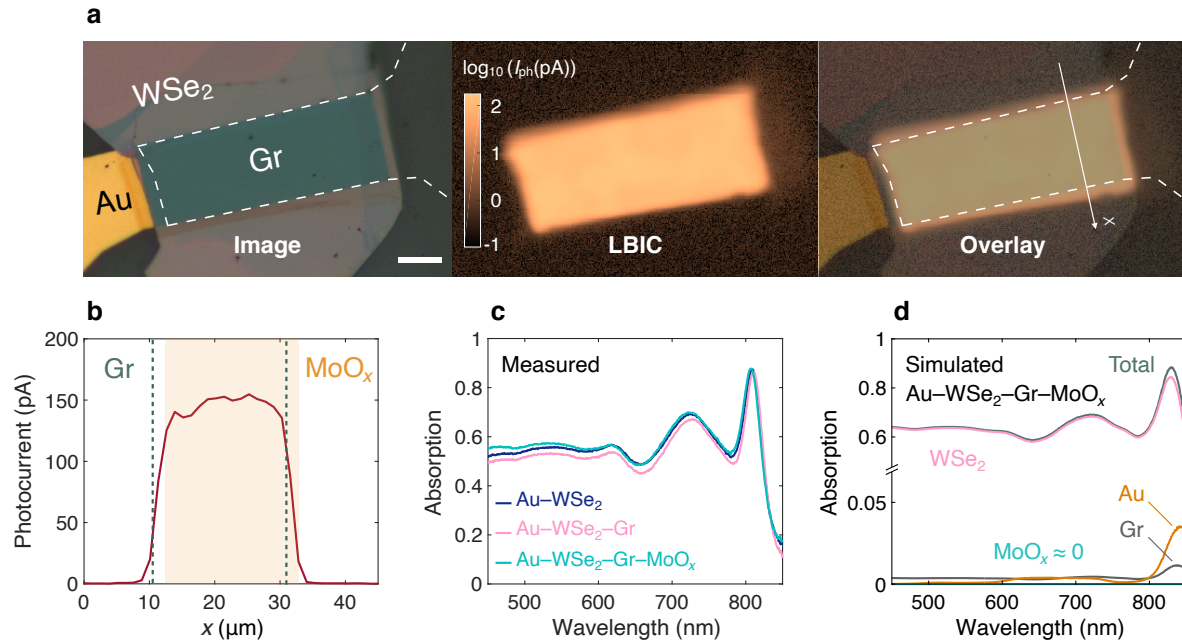 a
WSe₂
Gr
Au
Image
log₁₀ (Iₚₕ(pA))
2
1
0
-1
LBIC
Overlay
x
b
Photocurrent (pA)
200
150
100
50
0
Gr
MoOₓ
0
10
20
30
40
x (μm)
c
Absorption
1
0.8
0.6
0.4
0.2
0
Measured
Au–WSe₂
Au–WSe₂–Gr
Au–WSe₂–Gr–MoOₓ
500
600
700
800
Wavelength (nm)
d
Absorption
1
0.8
0.6
0.05
0
Simulated
Total
Au–WSe₂–Gr–MoOₓ
WSe₂
Au
Gr
MoOₓ ≈ 0
500
600
700
800
Wavelength (nm)